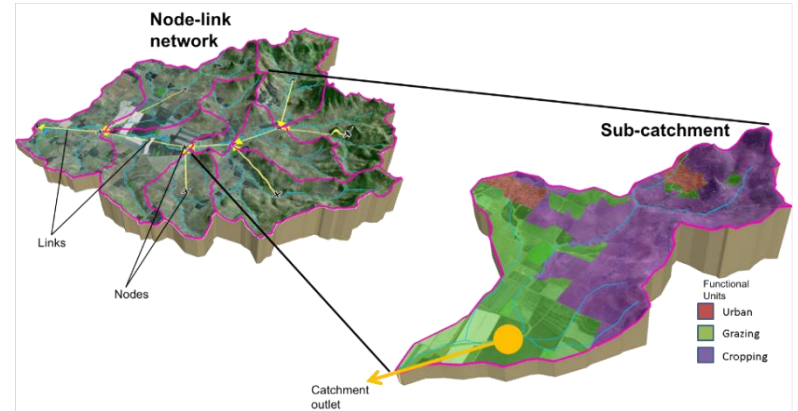 Node-link
network
Sub-catchment
Links
Nodes
Functional
Units
Urban
Grazing
Cropping
Catchment
outlet